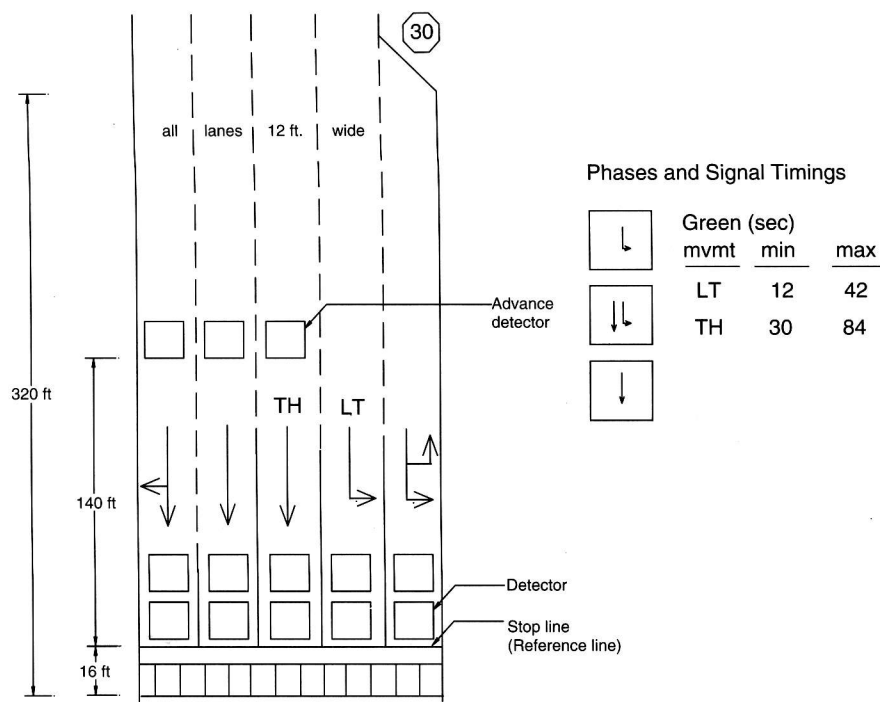 30
all lanes 12 ft. wide
Phases and Signal Timings
Green (sec)
mvmt min max
LT 12 42
TH 30 84
Advance
detector
320 ft
TH LT
140 ft
Detector
Stop line
(Reference line)
16 ft